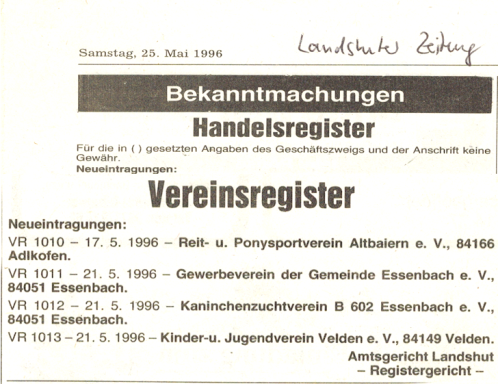 Samstag, 25. Mai 1996 Landshuter Zeitung
Bekanntmachungen
Handelsregister
Für die in ( ) gesetzten Angaben des Geschäftszweigs und der Anschrift keine
Gewähr.
Neueintragungen:
Vereinsregister
Neueintragungen:
VR 1010 – 17. 5. 1996 – Reit- u. Ponysportverein Altbaiern e. V., 84166
Adlkofen.
VR 1011 – 21. 5. 1996 – Gewerbeverein der Gemeinde Essenbach e. V.,
84051 Essenbach.
VR 1012 – 21. 5. 1996 – Kaninchenzuchtverein B 602 Essenbach e. V.,
84051 Essenbach.
VR 1013 – 21. 5. 1996 – Kinder-u. Jugendverein Velden e. V., 84149 Velden.
Amtsgericht Landshut
– Registergericht –